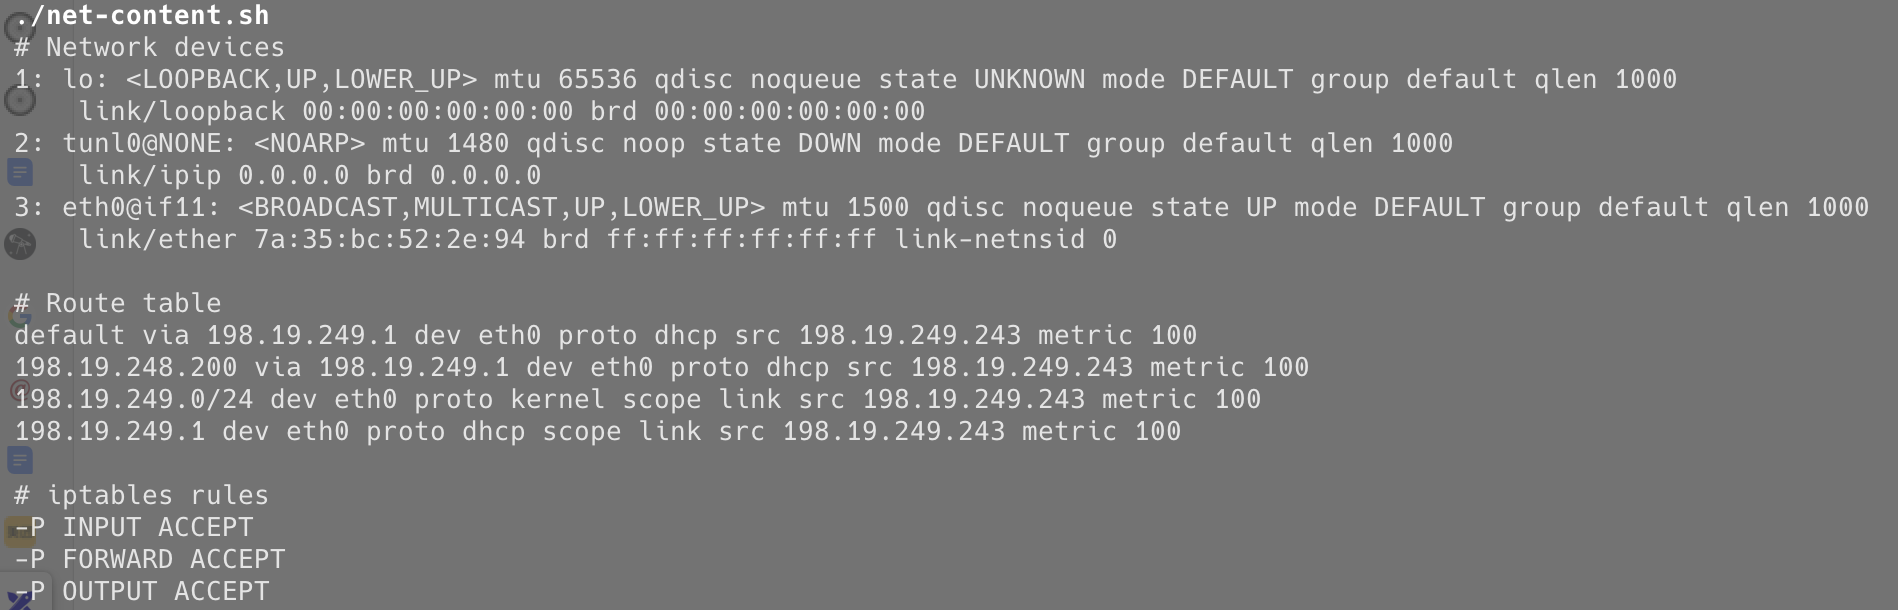 ./net-content.sh
# Network devices
1: lo: <LOOPBACK,UP,LOWER_UP> mtu 65536 qdisc noqueue state UNKNOWN mode DEFAULT group default qlen 1000
    link/loopback 00:00:00:00:00:00 brd 00:00:00:00:00:00
2: tunl0@NONE: <NOARP> mtu 1480 qdisc noop state DOWN mode DEFAULT group default qlen 1000
    link/ipip 0.0.0.0 brd 0.0.0.0
3: eth0@if11: <BROADCAST,MULTICAST,UP,LOWER_UP> mtu 1500 qdisc noqueue state UP mode DEFAULT group default qlen 1000
    link/ether 7a:35:bc:52:2e:94 brd ff:ff:ff:ff:ff:ff link-netnsid 0

# Route table
default via 198.19.249.1 dev eth0 proto dhcp src 198.19.249.243 metric 100
198.19.248.200 via 198.19.249.1 dev eth0 proto dhcp src 198.19.249.243 metric 100
198.19.249.0/24 dev eth0 proto kernel scope link src 198.19.249.243 metric 100
198.19.249.1 dev eth0 proto dhcp scope link src 198.19.249.243 metric 100

# iptables rules
-P INPUT ACCEPT
-P FORWARD ACCEPT
-P OUTPUT ACCEPT